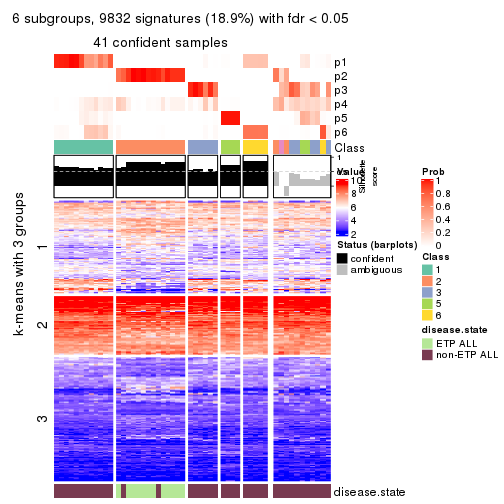 6 subgroups, 9832 signatures (18.9%) with fdr < 0.05
41 confident samples
p1
p2
p3
p4
p5
p6
Class
1
Silhouette
score
Value
10
8
6
4
2
Prob
1
0.8
0.6
0.4
0.2
0
Status (barplots)
confident
ambiguous
Class
1
2
3
5
6
disease.state
ETP ALL
non-ETP ALL
k-means with 3 groups
1
2
3
disease.state